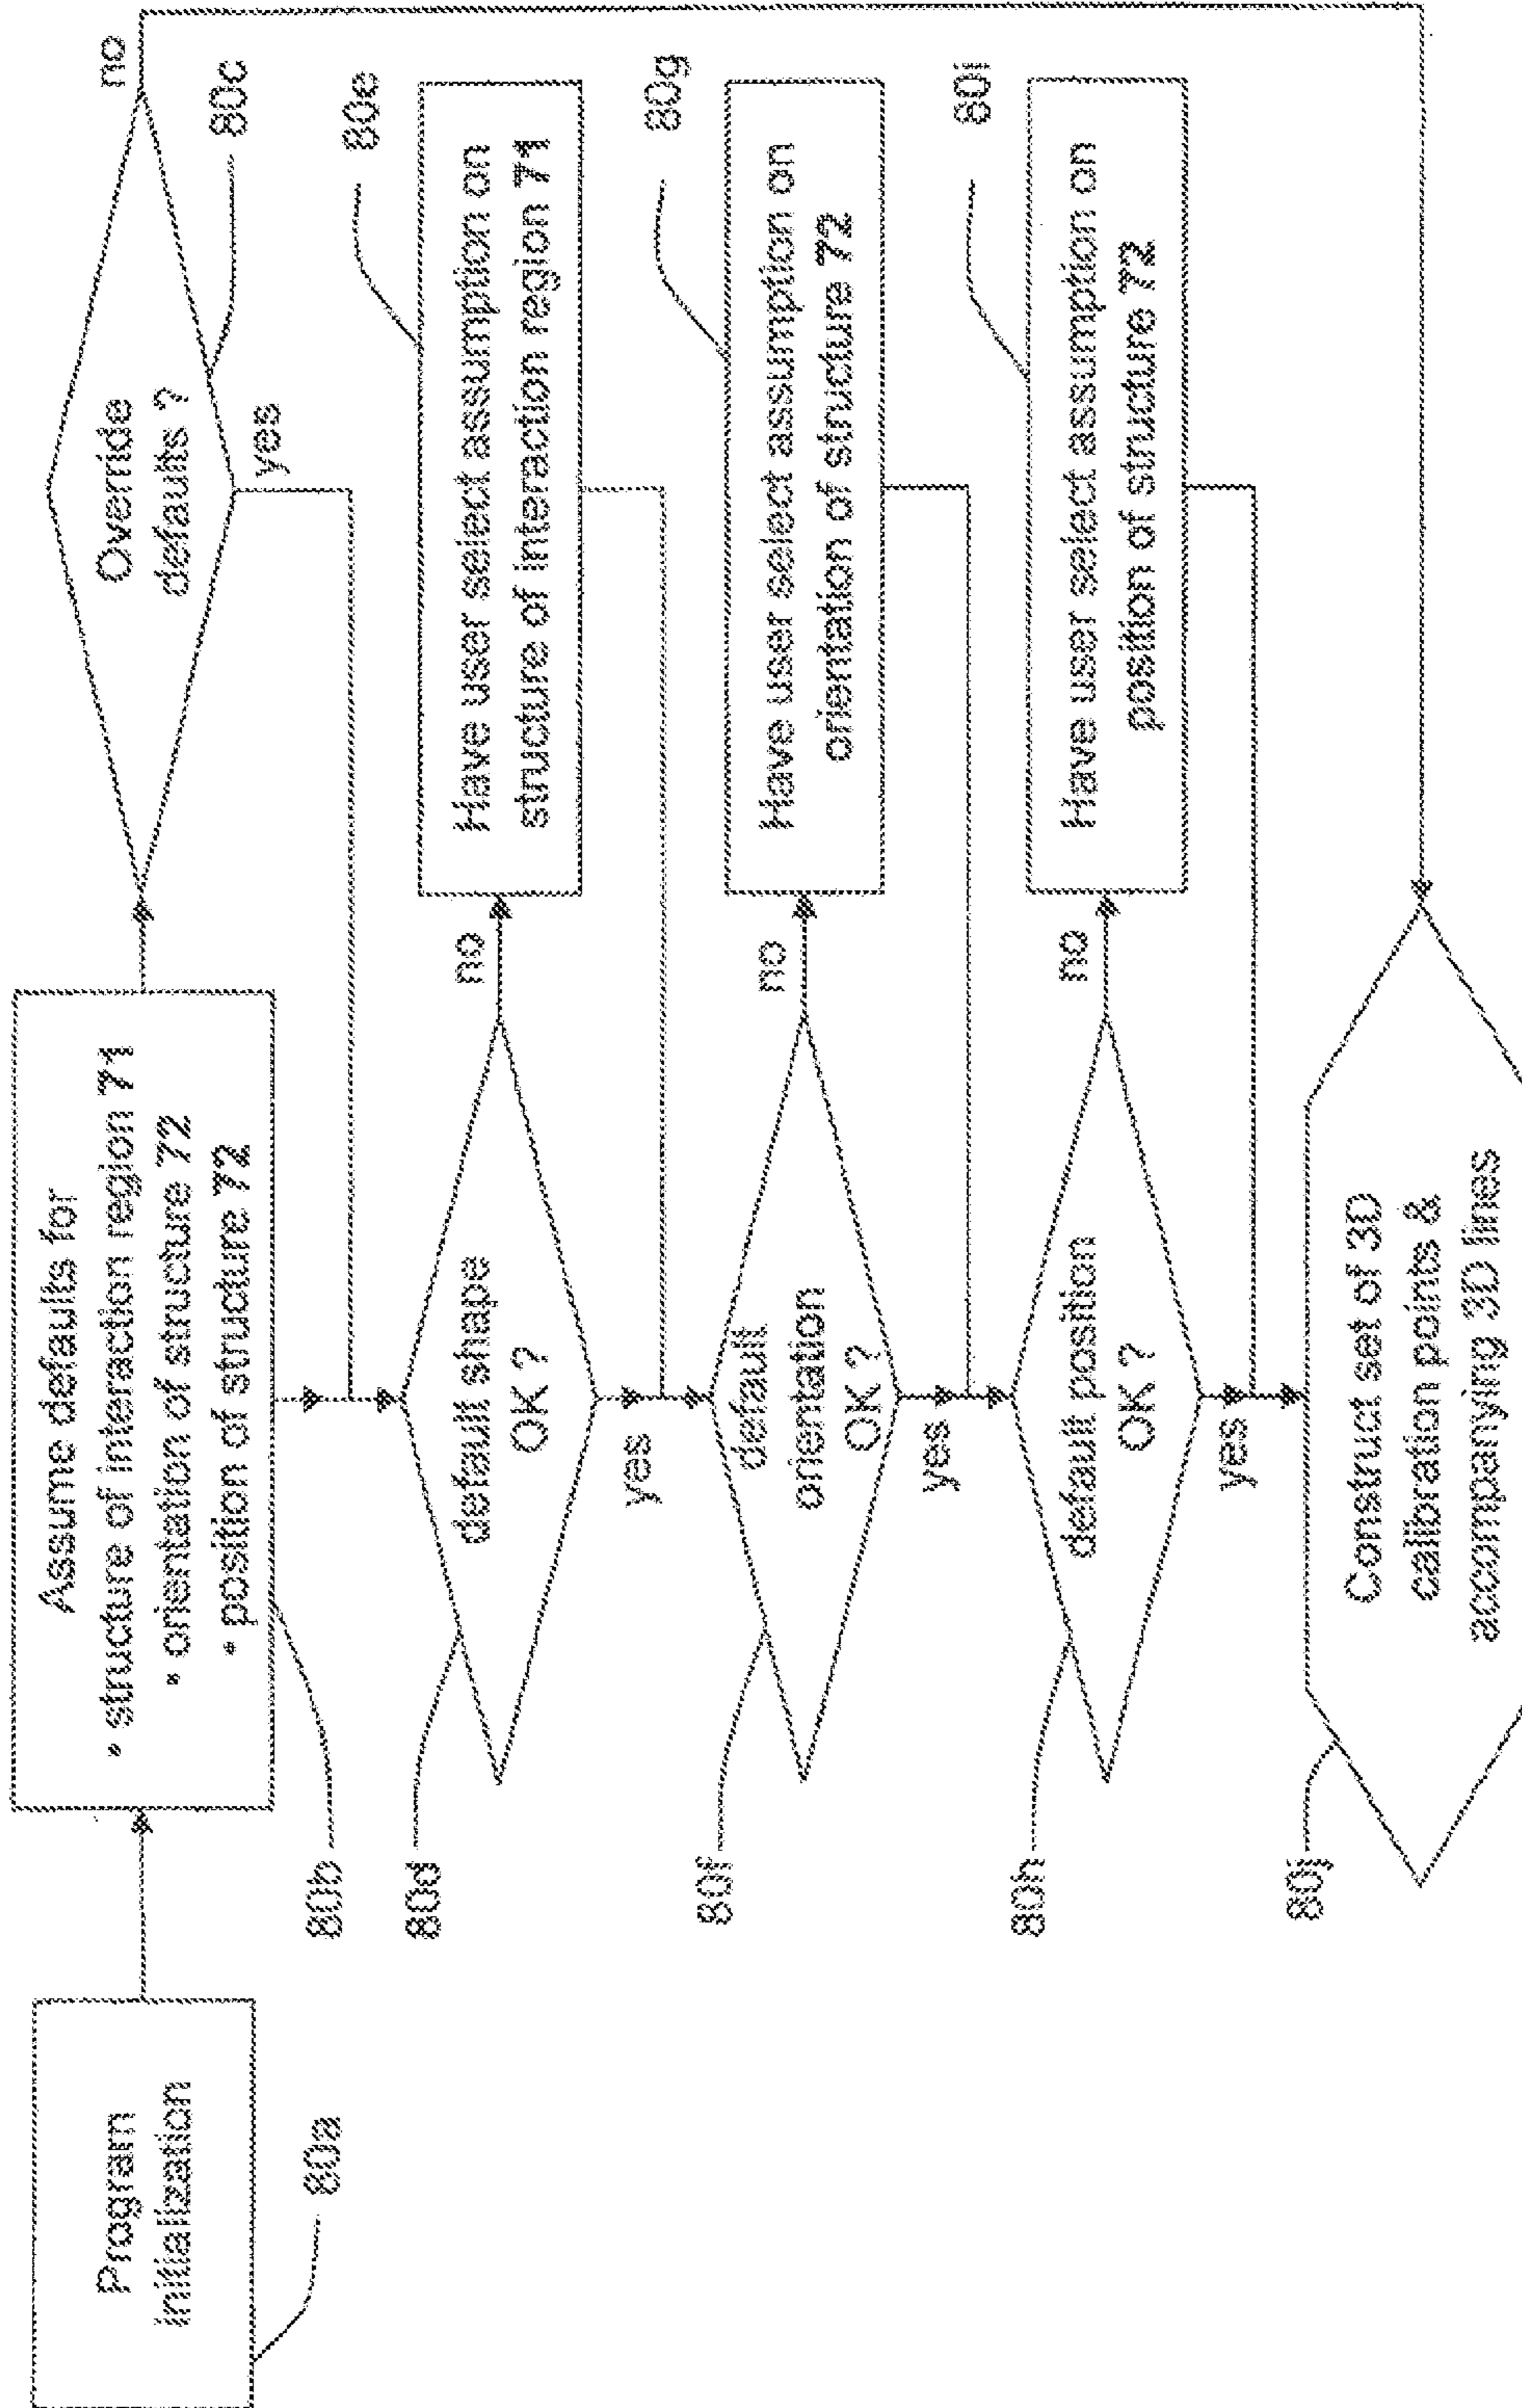 Program
initialization
80a
Assume defaults for
• structure of interaction region 71
• orientation of structure 72
• position of structure 72
80b
Override
defaults ?
no
yes
80c
default shape
OK ?
80d
no
yes
Have user select assumption on
structure of interaction region 71
80e
default
orientation
OK ?
80f
no
yes
Have user select assumption on
orientation of structure 72
80g
default position
OK ?
80h
no
yes
Have user select assumption on
position of structure 72
80i
Construct set of 3D
calibration points &
accompanying 3D lines
80j